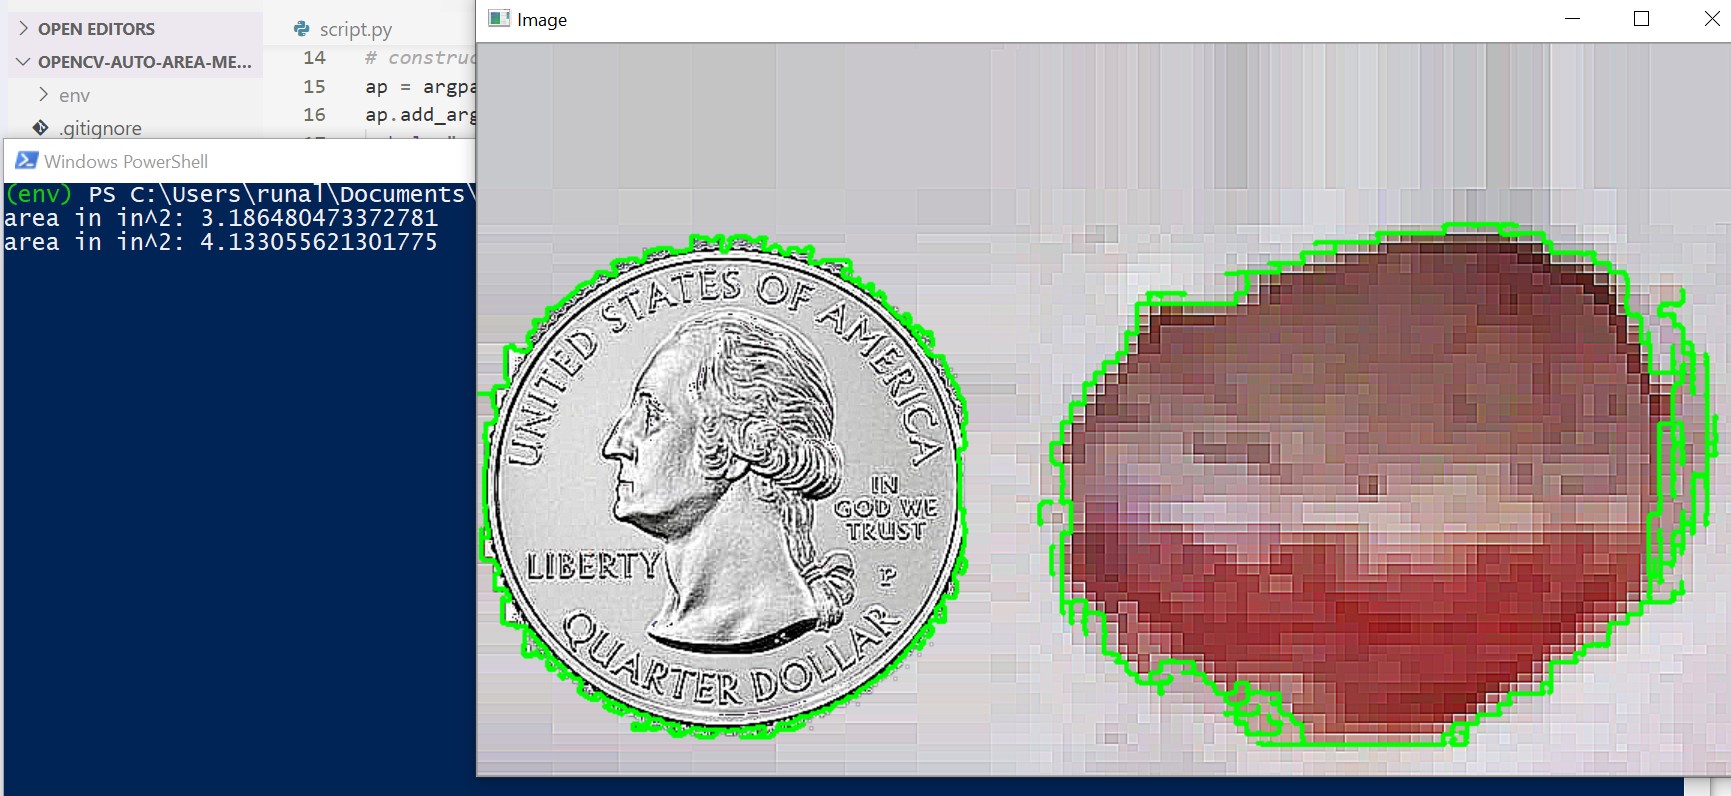 OPEN EDITORS
OPENCV-AUTO-AREA-ME...
env
.gitignore
script.py
14 # construc
15 ap = argpa
16 ap.add_arg
Windows PowerShell
(env) PS C:\Users\runal\Documents\
area in in^2: 3.186480473372781
area in in^2: 4.133055621301775
Image
UNITED STATES OF AMERICA
IN
GOD WE
TRUST
LIBERTY
P
QUARTER DOLLAR